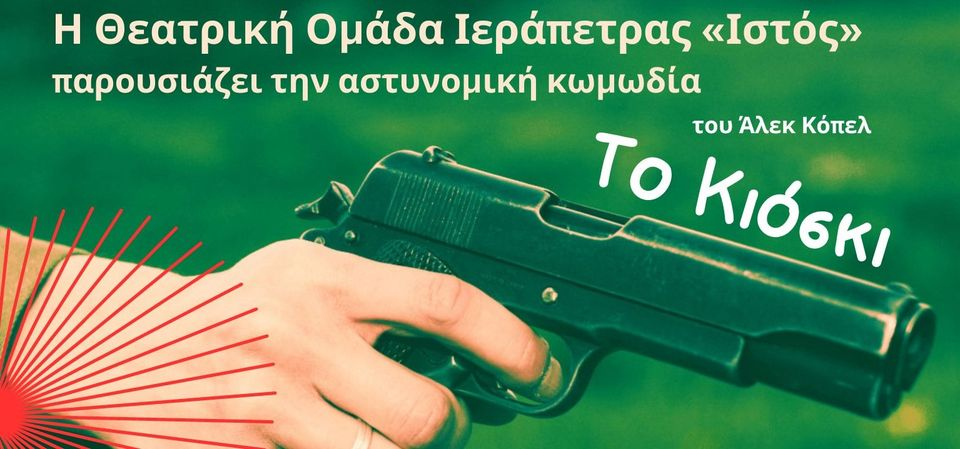 Η Θεατρική Ομάδα Ιεράπετρας «Ιστός»
παρουσιάζει την αστυνομική κωμωδία
του Άλεκ Κόπελ
Το Κιόσκι